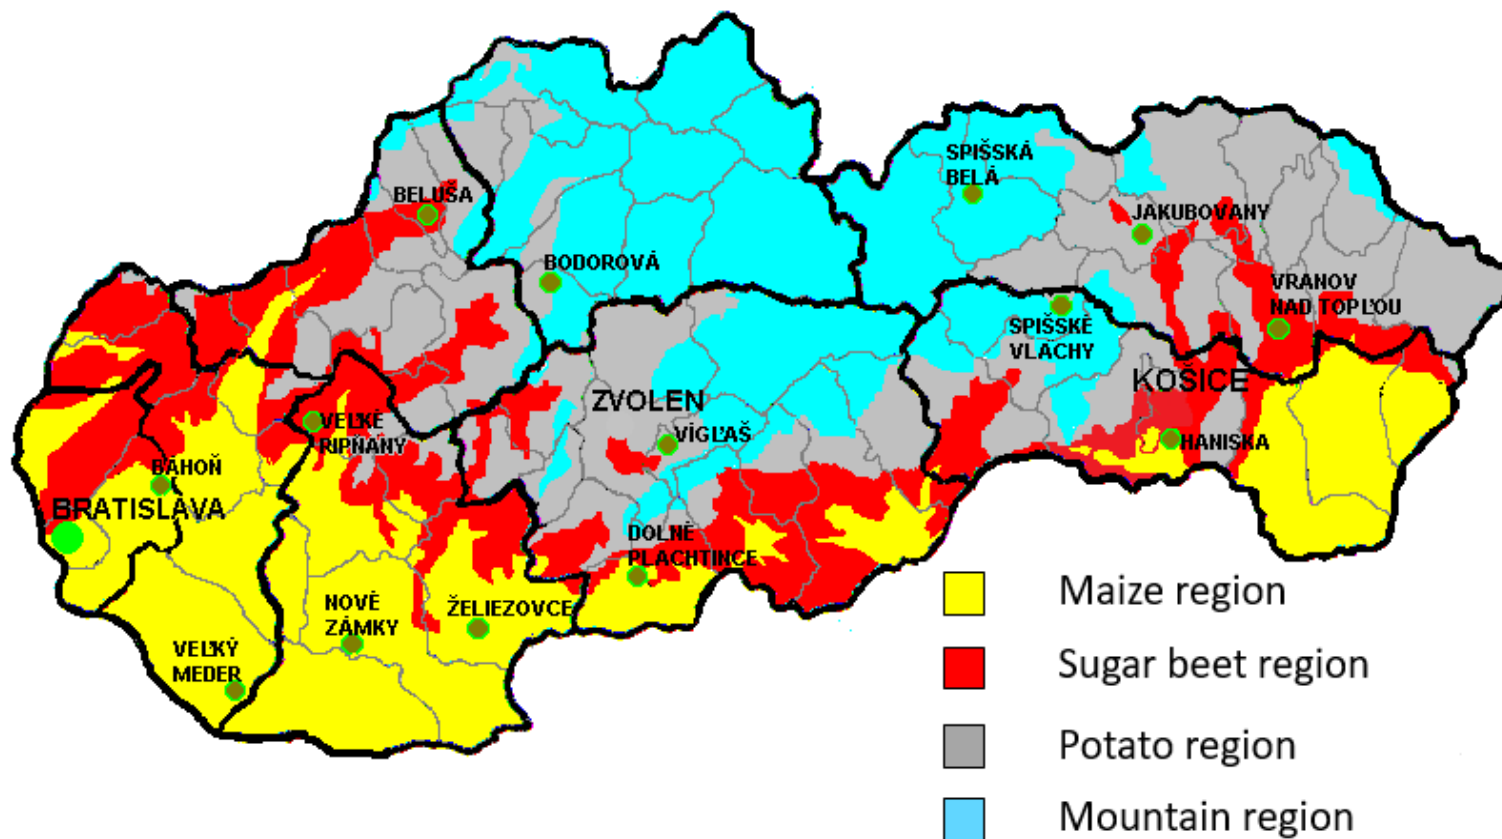 SPIŠSKÁ
BELÁ
BELUŠA
JAKUBOVANY
BODOROVÁ
VRANOV
NAD TOPĽOU
SPIŠSKÉ
VLACHY
KOŠICE
ZVOLEN
VEĽKÉ
RIPŇANY
VÍGĽAŠ
HANISKA
BÁHOŇ
BRATISLAVA
DOLNÉ
PLACHTINCE
NOVÉ
ZÁMKY
ŽELIEZOVCE
VEĽKÝ
MEDER
Maize region
Sugar beet region
Potato region
Mountain region